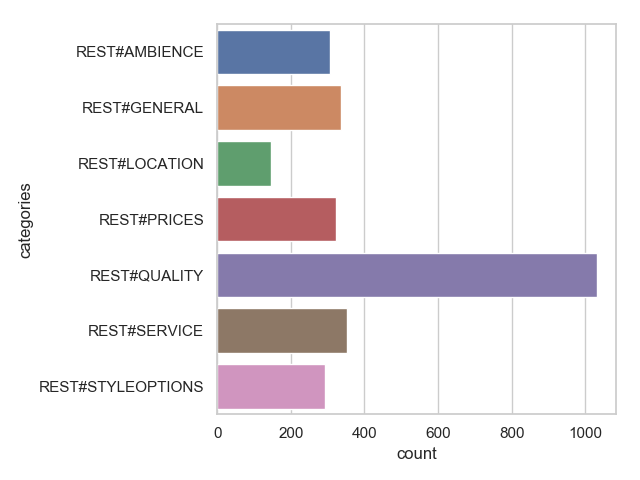 REST#AMBIENCE
REST#GENERAL
REST#LOCATION
REST#PRICES
REST#QUALITY
REST#SERVICE
REST#STYLEOPTIONS
categories
0 200 400 600 800 1000
count